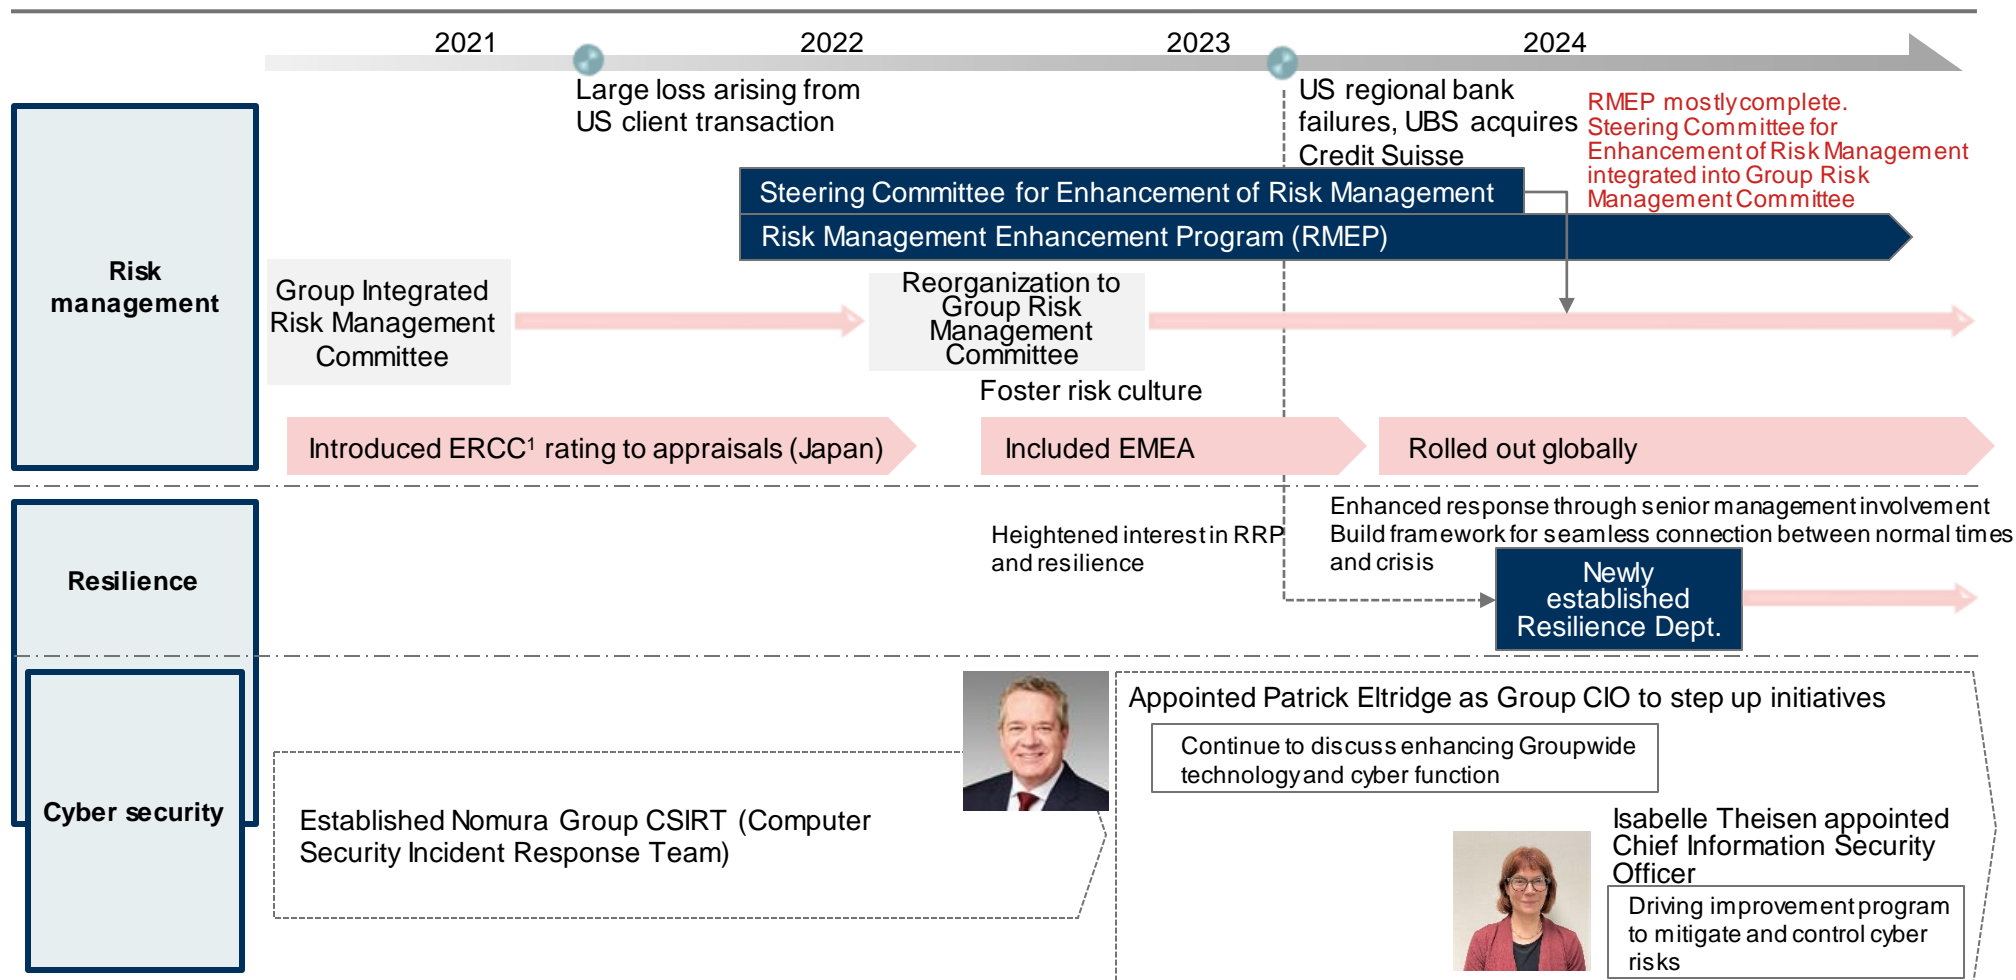 2021
2022
2023
2024
Large loss arising from
US client transaction
US regional bank
failures, UBS acquires
Credit Suisse
RMEP mostly complete.
Steering Committee for
Enhancement of Risk Management
integrated into Group Risk
Management Committee
Steering Committee for Enhancement of Risk Management
Risk Management Enhancement Program (RMEP)
Risk
management
Group Integrated
Risk Management
Committee
Reorganization to
Group Risk
Management
Committee
Foster risk culture
Introduced ERCC¹ rating to appraisals (Japan)
Included EMEA
Rolled out globally
Resilience
Heightened interest in RRP
and resilience
Enhanced response through senior management involvement
Build framework for seamless connection between normal times
and crisis
Newly
established
Resilience Dept.
Cyber security
Established Nomura Group CSIRT (Computer
Security Incident Response Team)
Appointed Patrick Eltridge as Group CIO to step up initiatives
Continue to discuss enhancing Groupwide
technology and cyber function
Isabelle Theisen appointed
Chief Information Security
Officer
Driving improvement program
to mitigate and control cyber
risks